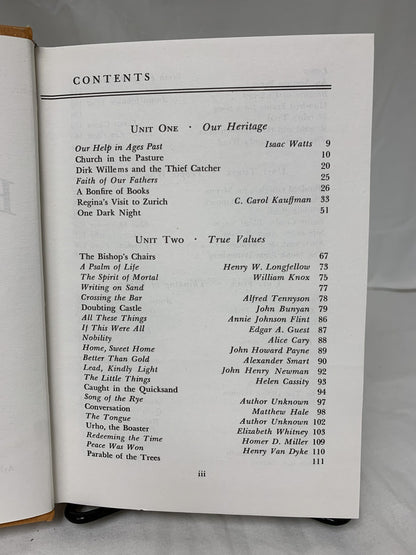 CONTENTS
UNIT ONE · Our Heritage
Our Help in Ages Past Isaac Watts 9
Church in the Pasture 10
Dirk Willems and the Thief Catcher 20
Faith of Our Fathers 25
A Bonfire of Books 26
Regina's Visit to Zurich C. Carol Kauffman 33
One Dark Night 51
UNIT TWO · True Values
The Bishop's Chairs 67
A Psalm of Life Henry W. Longfellow 73
The Spirit of Mortal William Knox 75
Writing on Sand 77
Crossing the Bar Alfred Tennyson 78
Doubting Castle John Bunyan 79
All These Things Annie Johnson Flint 86
If This Were All Edgar A. Guest 87
Nobility Alice Cary 88
Home, Sweet Home John Howard Payne 89
Better Than Gold Alexander Smart 90
Lead, Kindly Light John Henry Newman 92
The Little Things Helen Cassity 93
Caught in the Quicksand 94
Song of the Rye Author Unknown 97
Conversation Matthew Hale 98
The Tongue Author Unknown 102
Urho, the Boaster Elizabeth Whitney 103
Redeeming the Time Homer D. Miller 109
Peace Was Won Henry Van Dyke 110
Parable of the Trees 111
iii